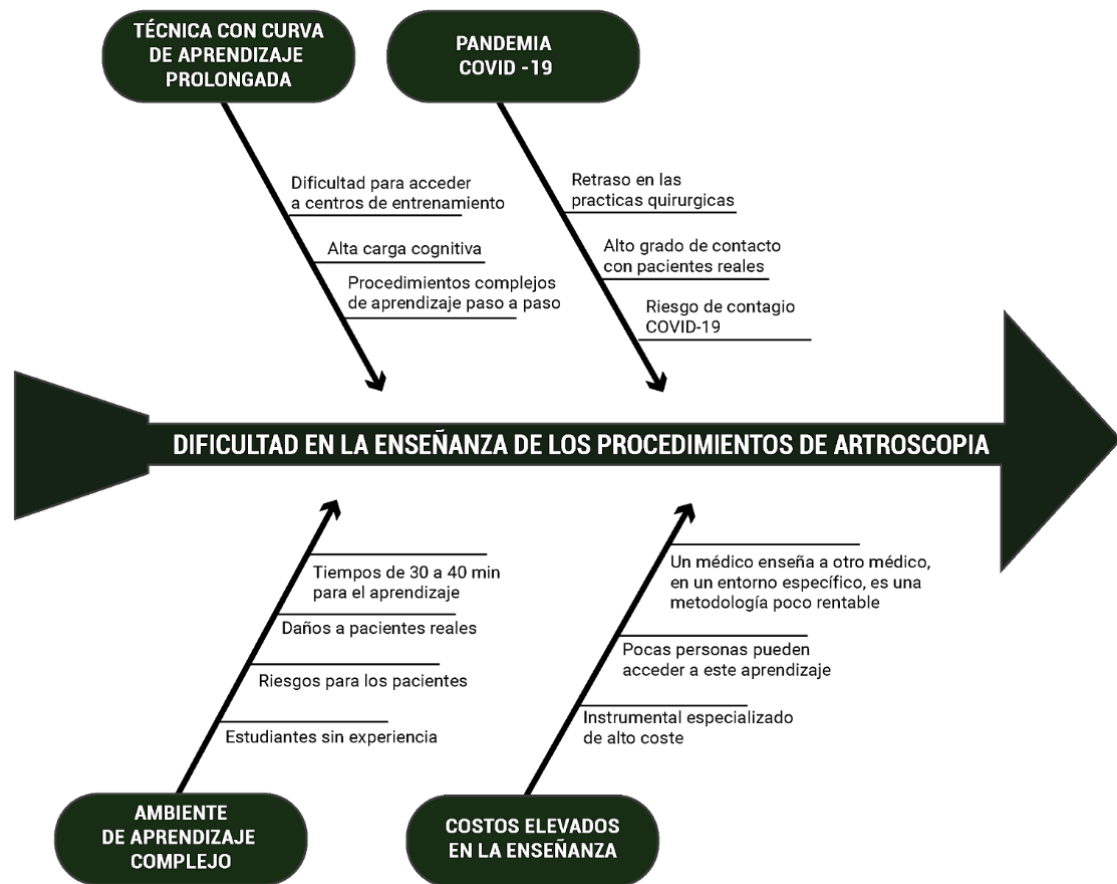 TÉCNICA CON CURVA
DE APRENDIZAJE
PROLONGADA
PANDEMIA
COVID -19
Dificultad para acceder
a centros de entrenamiento
Alta carga cognitiva
Procedimientos complejos
de aprendizaje paso a paso
Retraso en las
practicas quirurgicas
Alto grado de contacto
con pacientes reales
Riesgo de contagio
COVID-19
DIFICULTAD EN LA ENSEÑANZA DE LOS PROCEDIMIENTOS DE ARTROSCOPIA
Tiempos de 30 a 40 min
para el aprendizaje
Daños a pacientes reales
Riesgos para los pacientes
Estudiantes sin experiencia
Un médico enseña a otro médico,
en un entorno específico, es una
metodología poco rentable
Pocas personas pueden
acceder a este aprendizaje
Instrumental especializado
de alto coste
AMBIENTE
DE APRENDIZAJE
COMPLEJO
COSTOS ELEVADOS
EN LA ENSEÑANZA